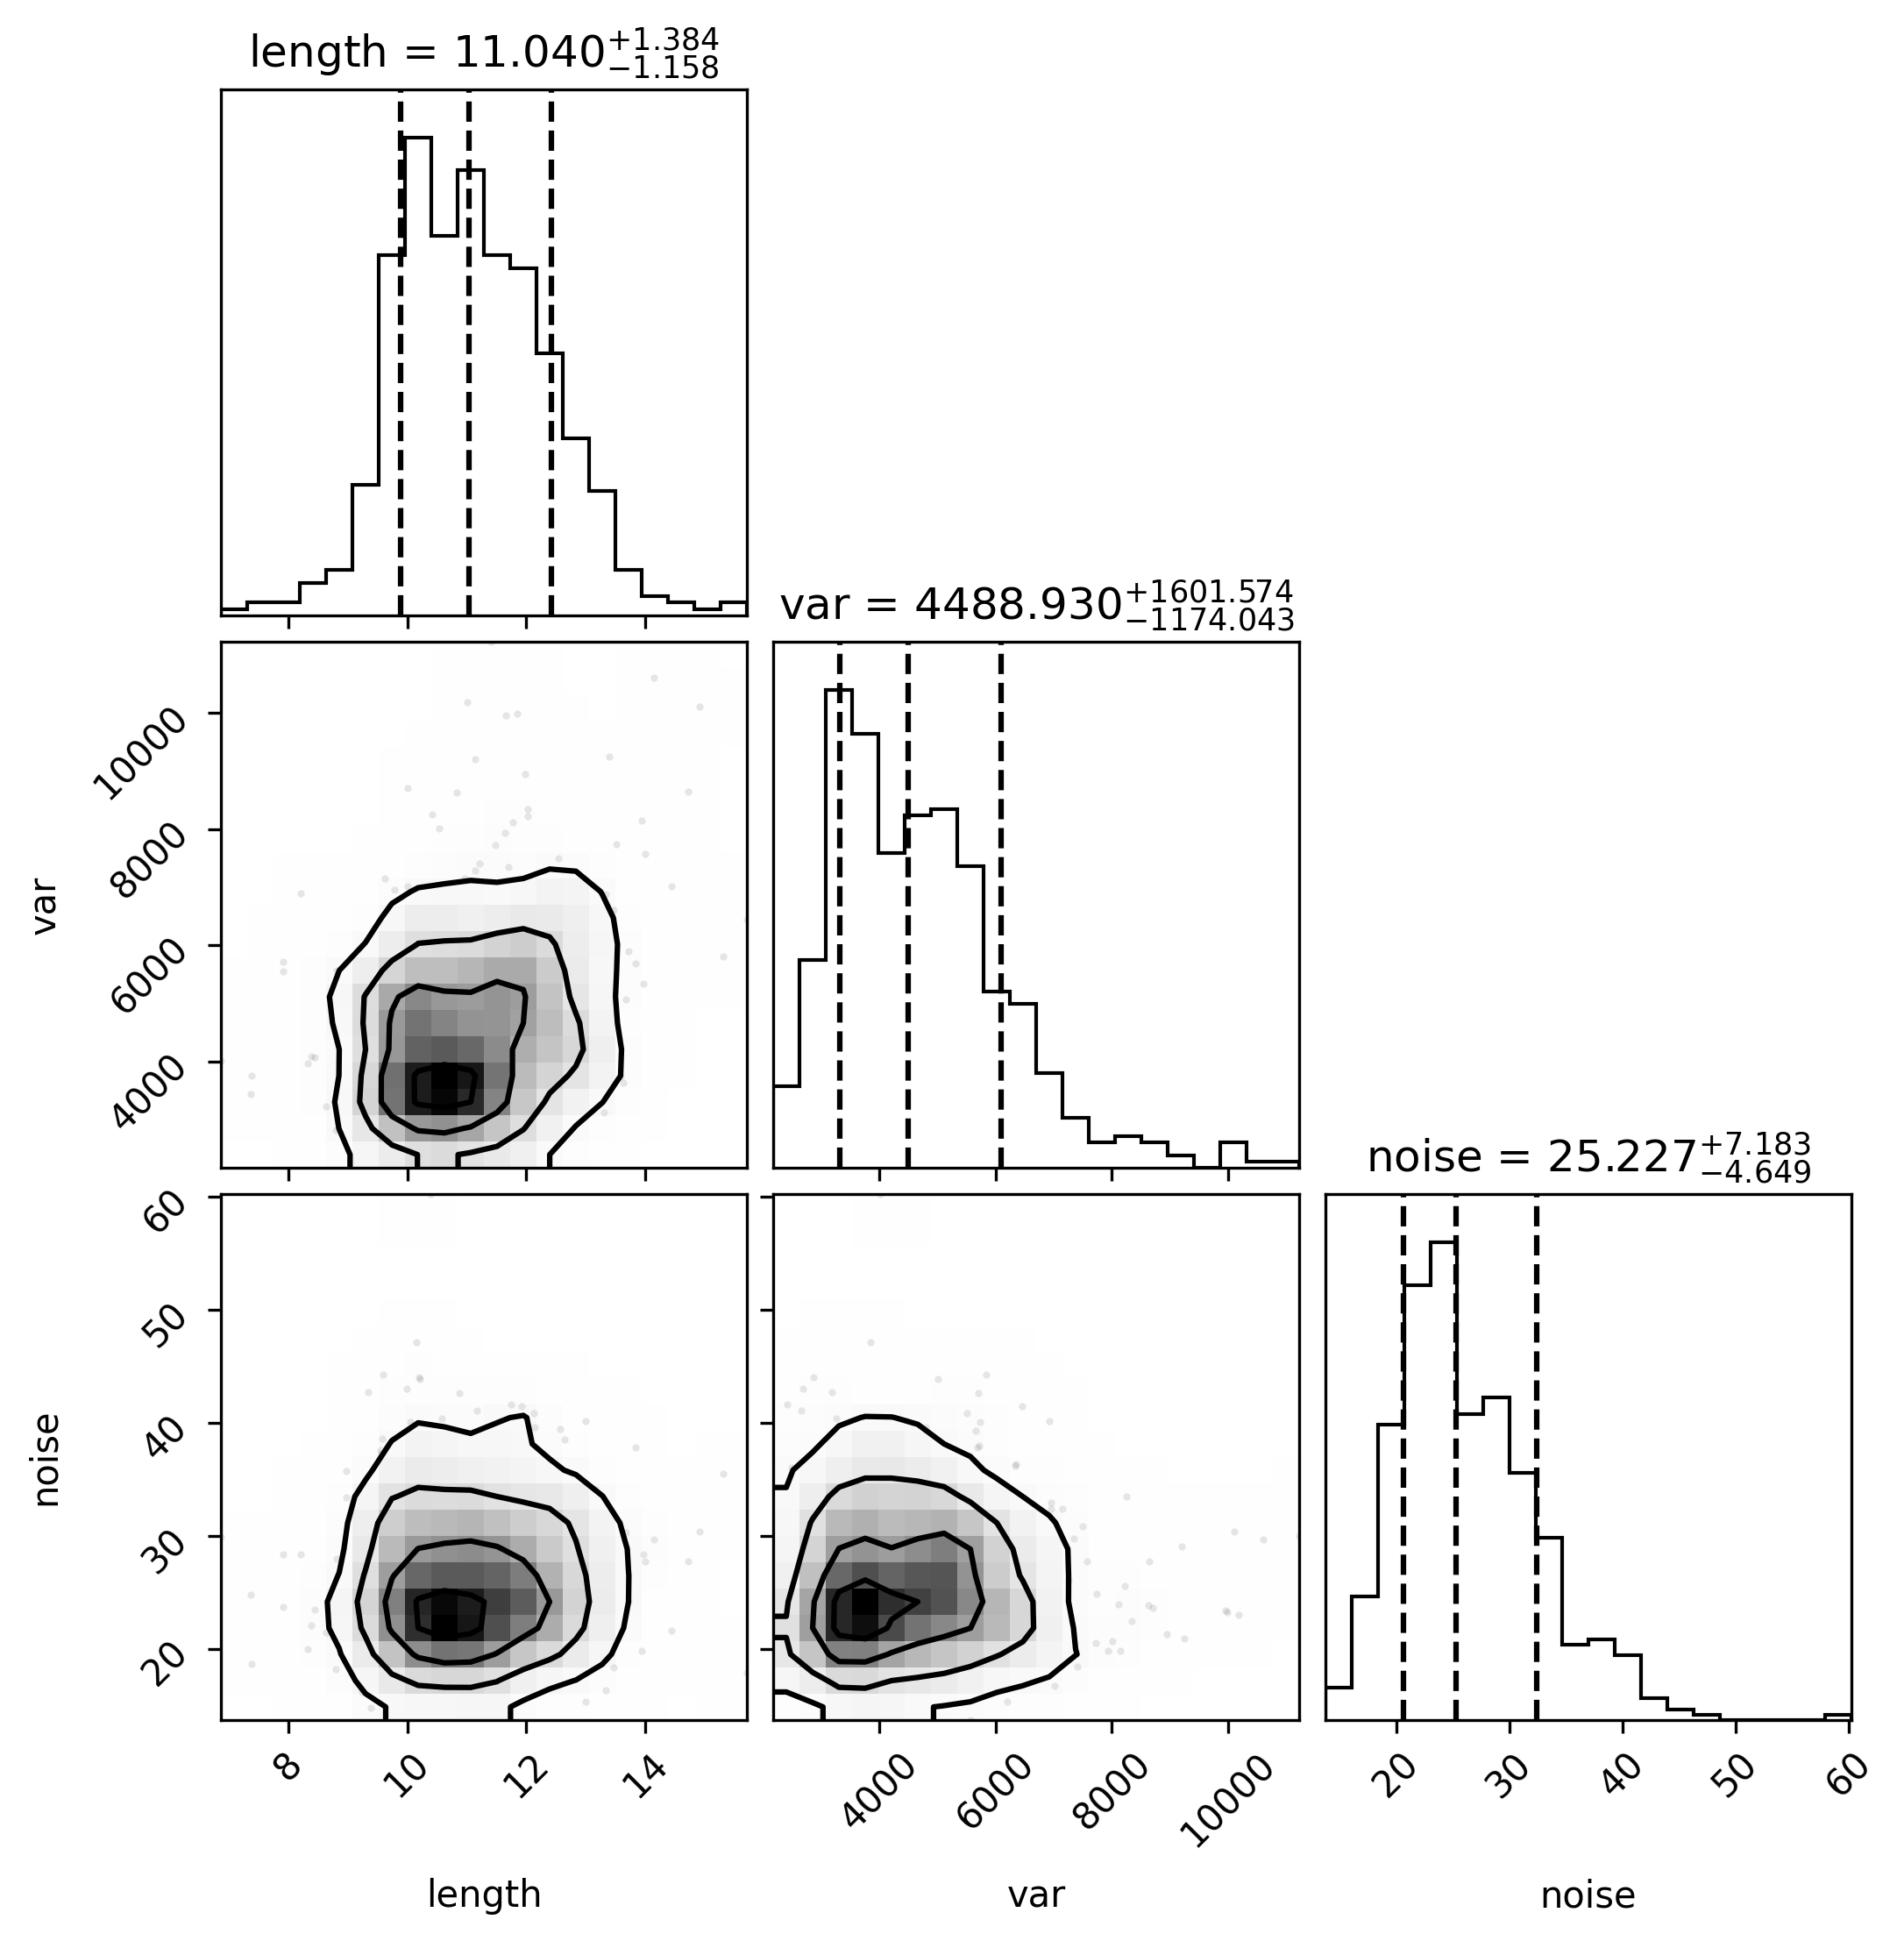 length = 11.040 +1.384 −1.158
var = 4488.930 +1601.574 −1174.043
10000
8000
6000
4000
var
noise = 25.227 +7.183 −4.649
60
50
40
30
20
noise
8 10 12 14
4000 6000 8000 10000
20 30 40 50 60
length
var
noise